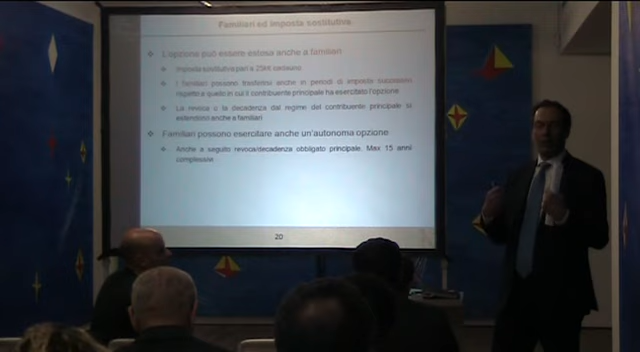 Familiari ed imposta sostitutiva
L'opzione può essere estesa anche a familiari
Imposta sostitutiva pari a 25mt cadauno
I familiari possono trasferirsi anche in periodi di imposta successivi
rispetto a quello in cui il contribuente principale ha esercitato l'opzione
La revoca o la decadenza dal regime del contribuente principale si
estendono anche a familiari
Familiari possono esercitare anche un'autonoma opzione
Anche a seguito revoca/decadenza obbligato principale. Max 15 anni
complessivi
20